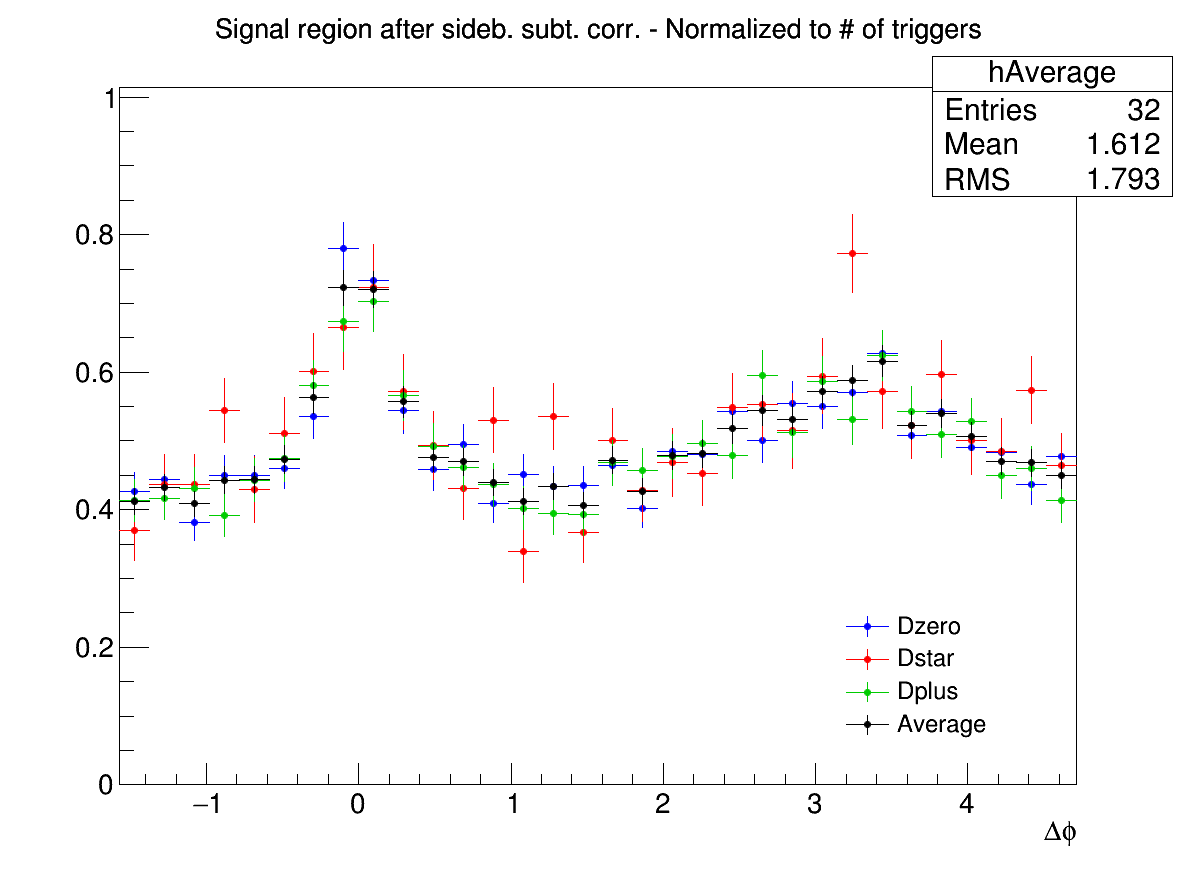 Signal region after sideb. subt. corr. - Normalized to # of triggers
hAverage
Entries 32
Mean 1.612
RMS 1.793
1
0.8
0.6
0.4
0.2
0
Dzero
Dstar
Dplus
Average
−1 0 1 2 3 4
Δϕ